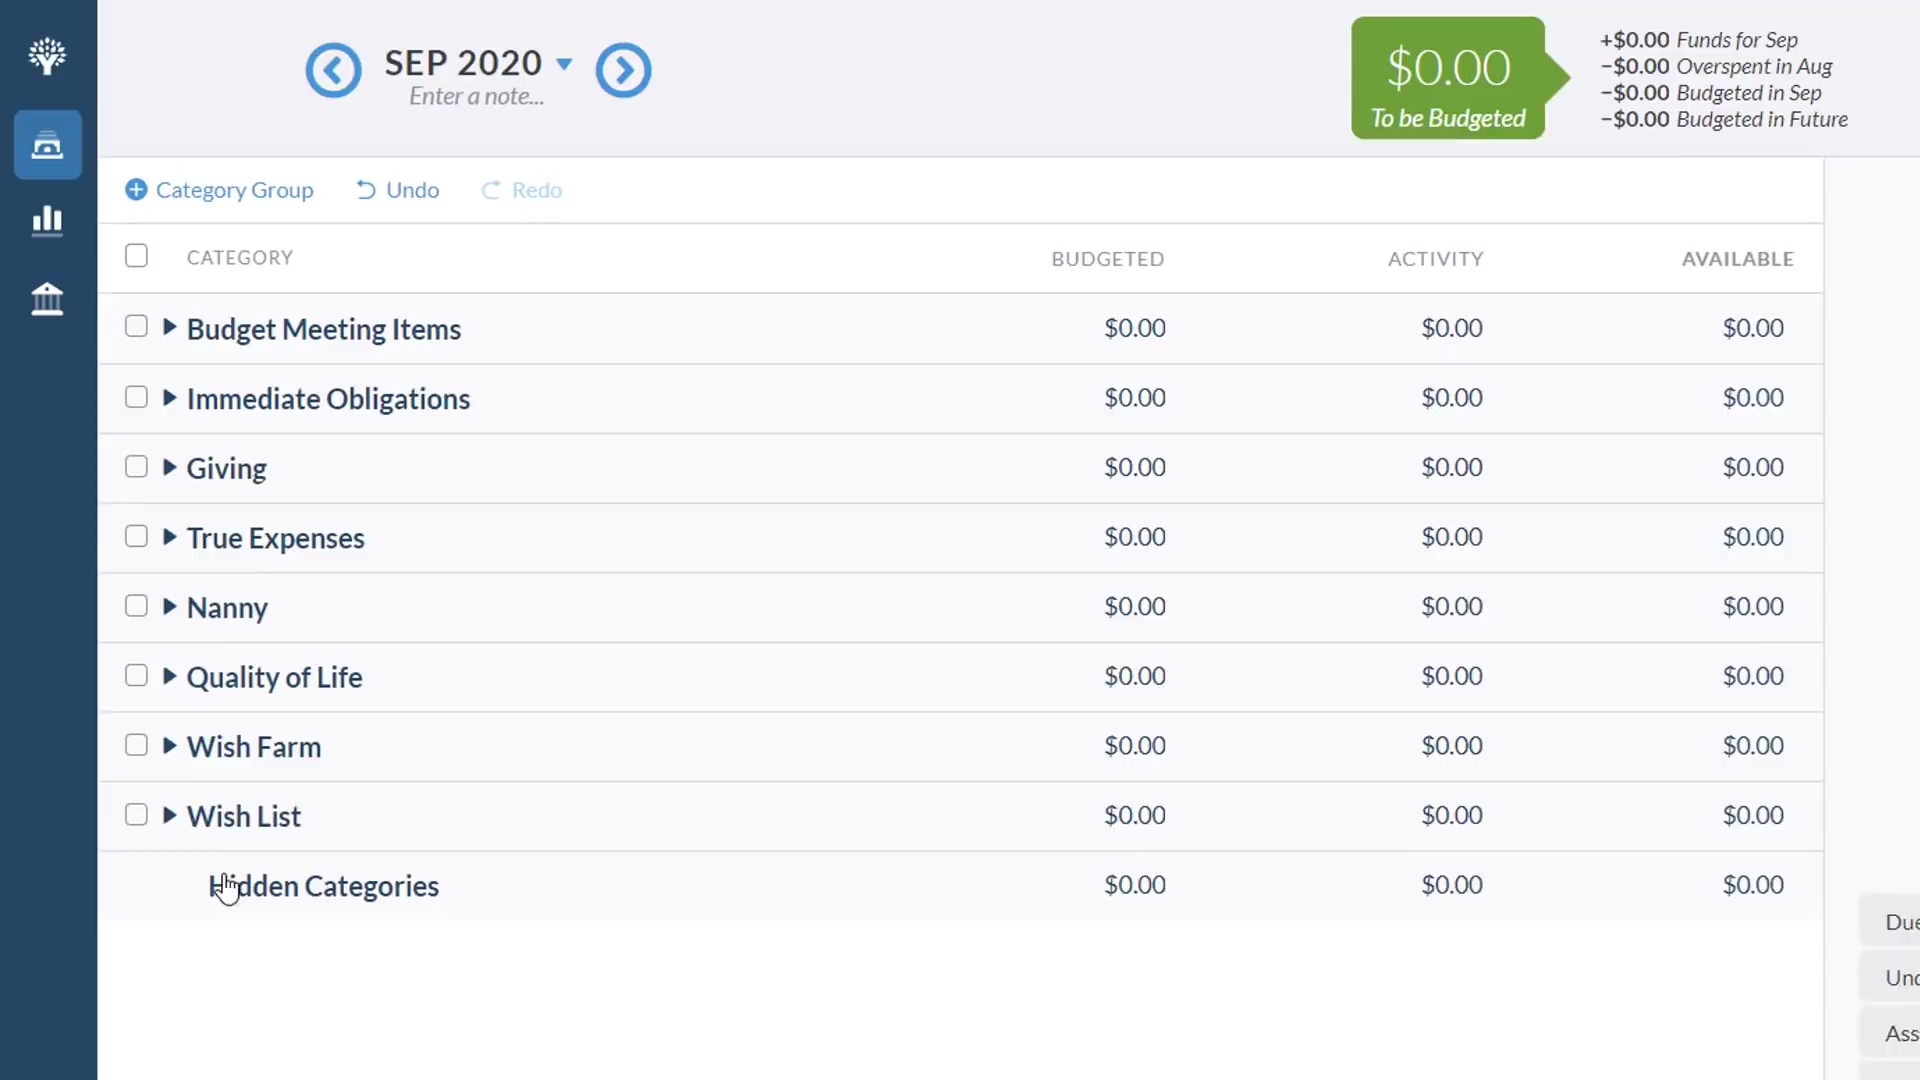 SEP 2020
Enter a note...
$0.00
To be Budgeted
+$0.00 Funds for Sep
−$0.00 Overspent in Aug
−$0.00 Budgeted in Sep
−$0.00 Budgeted in Future
Category Group Undo Redo
CATEGORY BUDGETED ACTIVITY AVAILABLE
Budget Meeting Items $0.00 $0.00 $0.00
Immediate Obligations $0.00 $0.00 $0.00
Giving $0.00 $0.00 $0.00
True Expenses $0.00 $0.00 $0.00
Nanny $0.00 $0.00 $0.00
Quality of Life $0.00 $0.00 $0.00
Wish Farm $0.00 $0.00 $0.00
Wish List $0.00 $0.00 $0.00
Hidden Categories $0.00 $0.00 $0.00